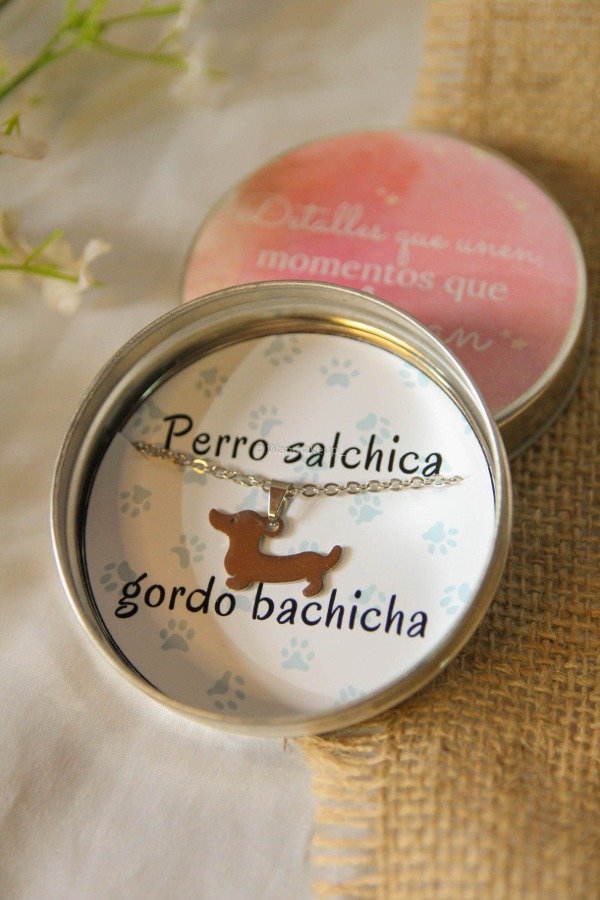 Detalles que unen,
momentos que
Perro salchica
gordo bachicha